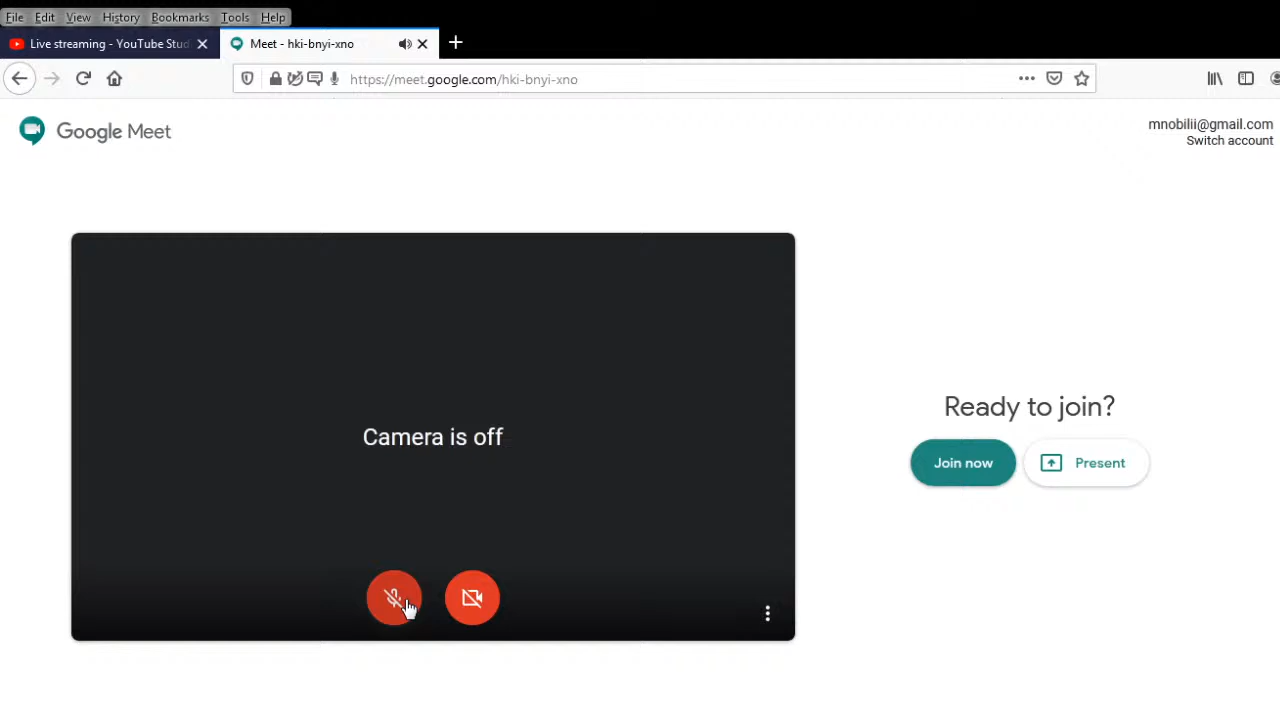 File Edit View History Bookmarks Tools Help
Live streaming - YouTube Stud
Meet - hki-bnyi-xno
https://meet.google.com/hki-bnyi-xno
Google Meet
mnobilii@gmail.com
Switch account
Camera is off
Ready to join?
Join now
Present